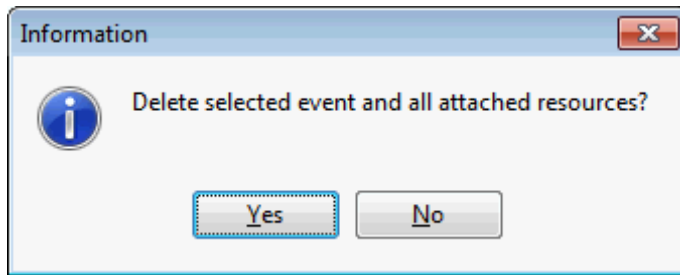 Information
Delete selected event and all attached resources?
Yes
No